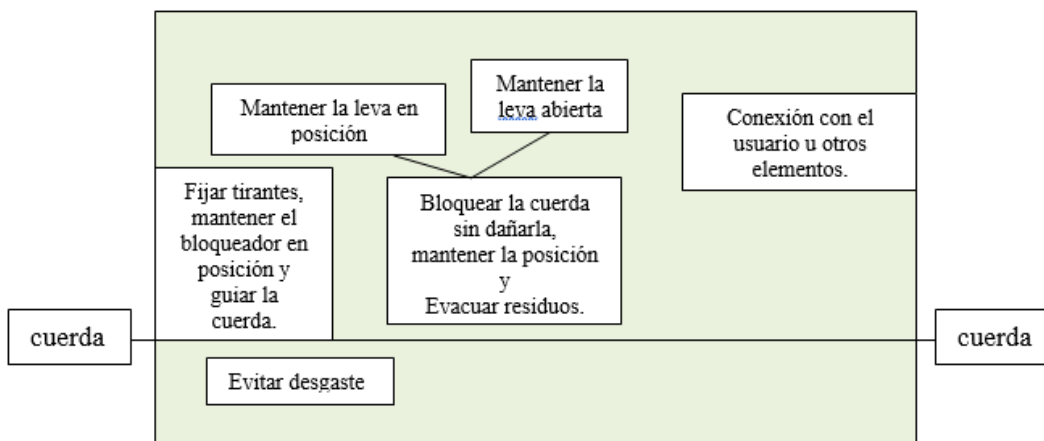 Mantener la leva en
posición
Mantener la
leva abierta
Conexión con el
usuario u otros
elementos.
Fijar tirantes,
mantener el
bloqueador en
posición y
guiar la
cuerda.
Bloquear la cuerda
sin dañarla,
mantener la posición
y
Evacuar residuos.
cuerda
cuerda
Evitar desgaste